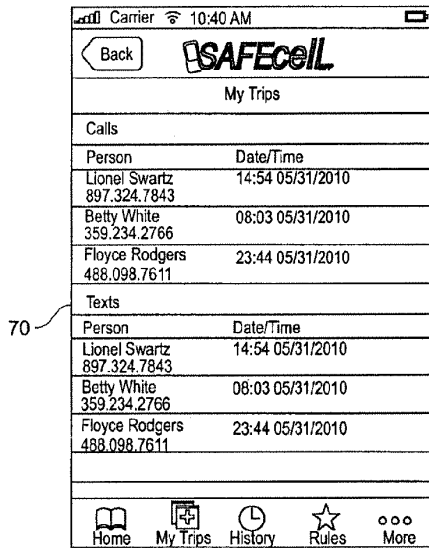 Carrier 10:40 AM
Back SAFEcell
My Trips
Calls
Person Date/Time
Lionel Swartz 14:54 05/31/2010
897.324.7843
Betty White 08:03 05/31/2010
359.234.2766
Floyce Rodgers 23:44 05/31/2010
488.098.7611
70
Texts
Person Date/Time
Lionel Swartz 14:54 05/31/2010
897.324.7843
Betty White 08:03 05/31/2010
359.234.2766
Floyce Rodgers 23:44 05/31/2010
488.098.7611
Home My Trips History Rules More